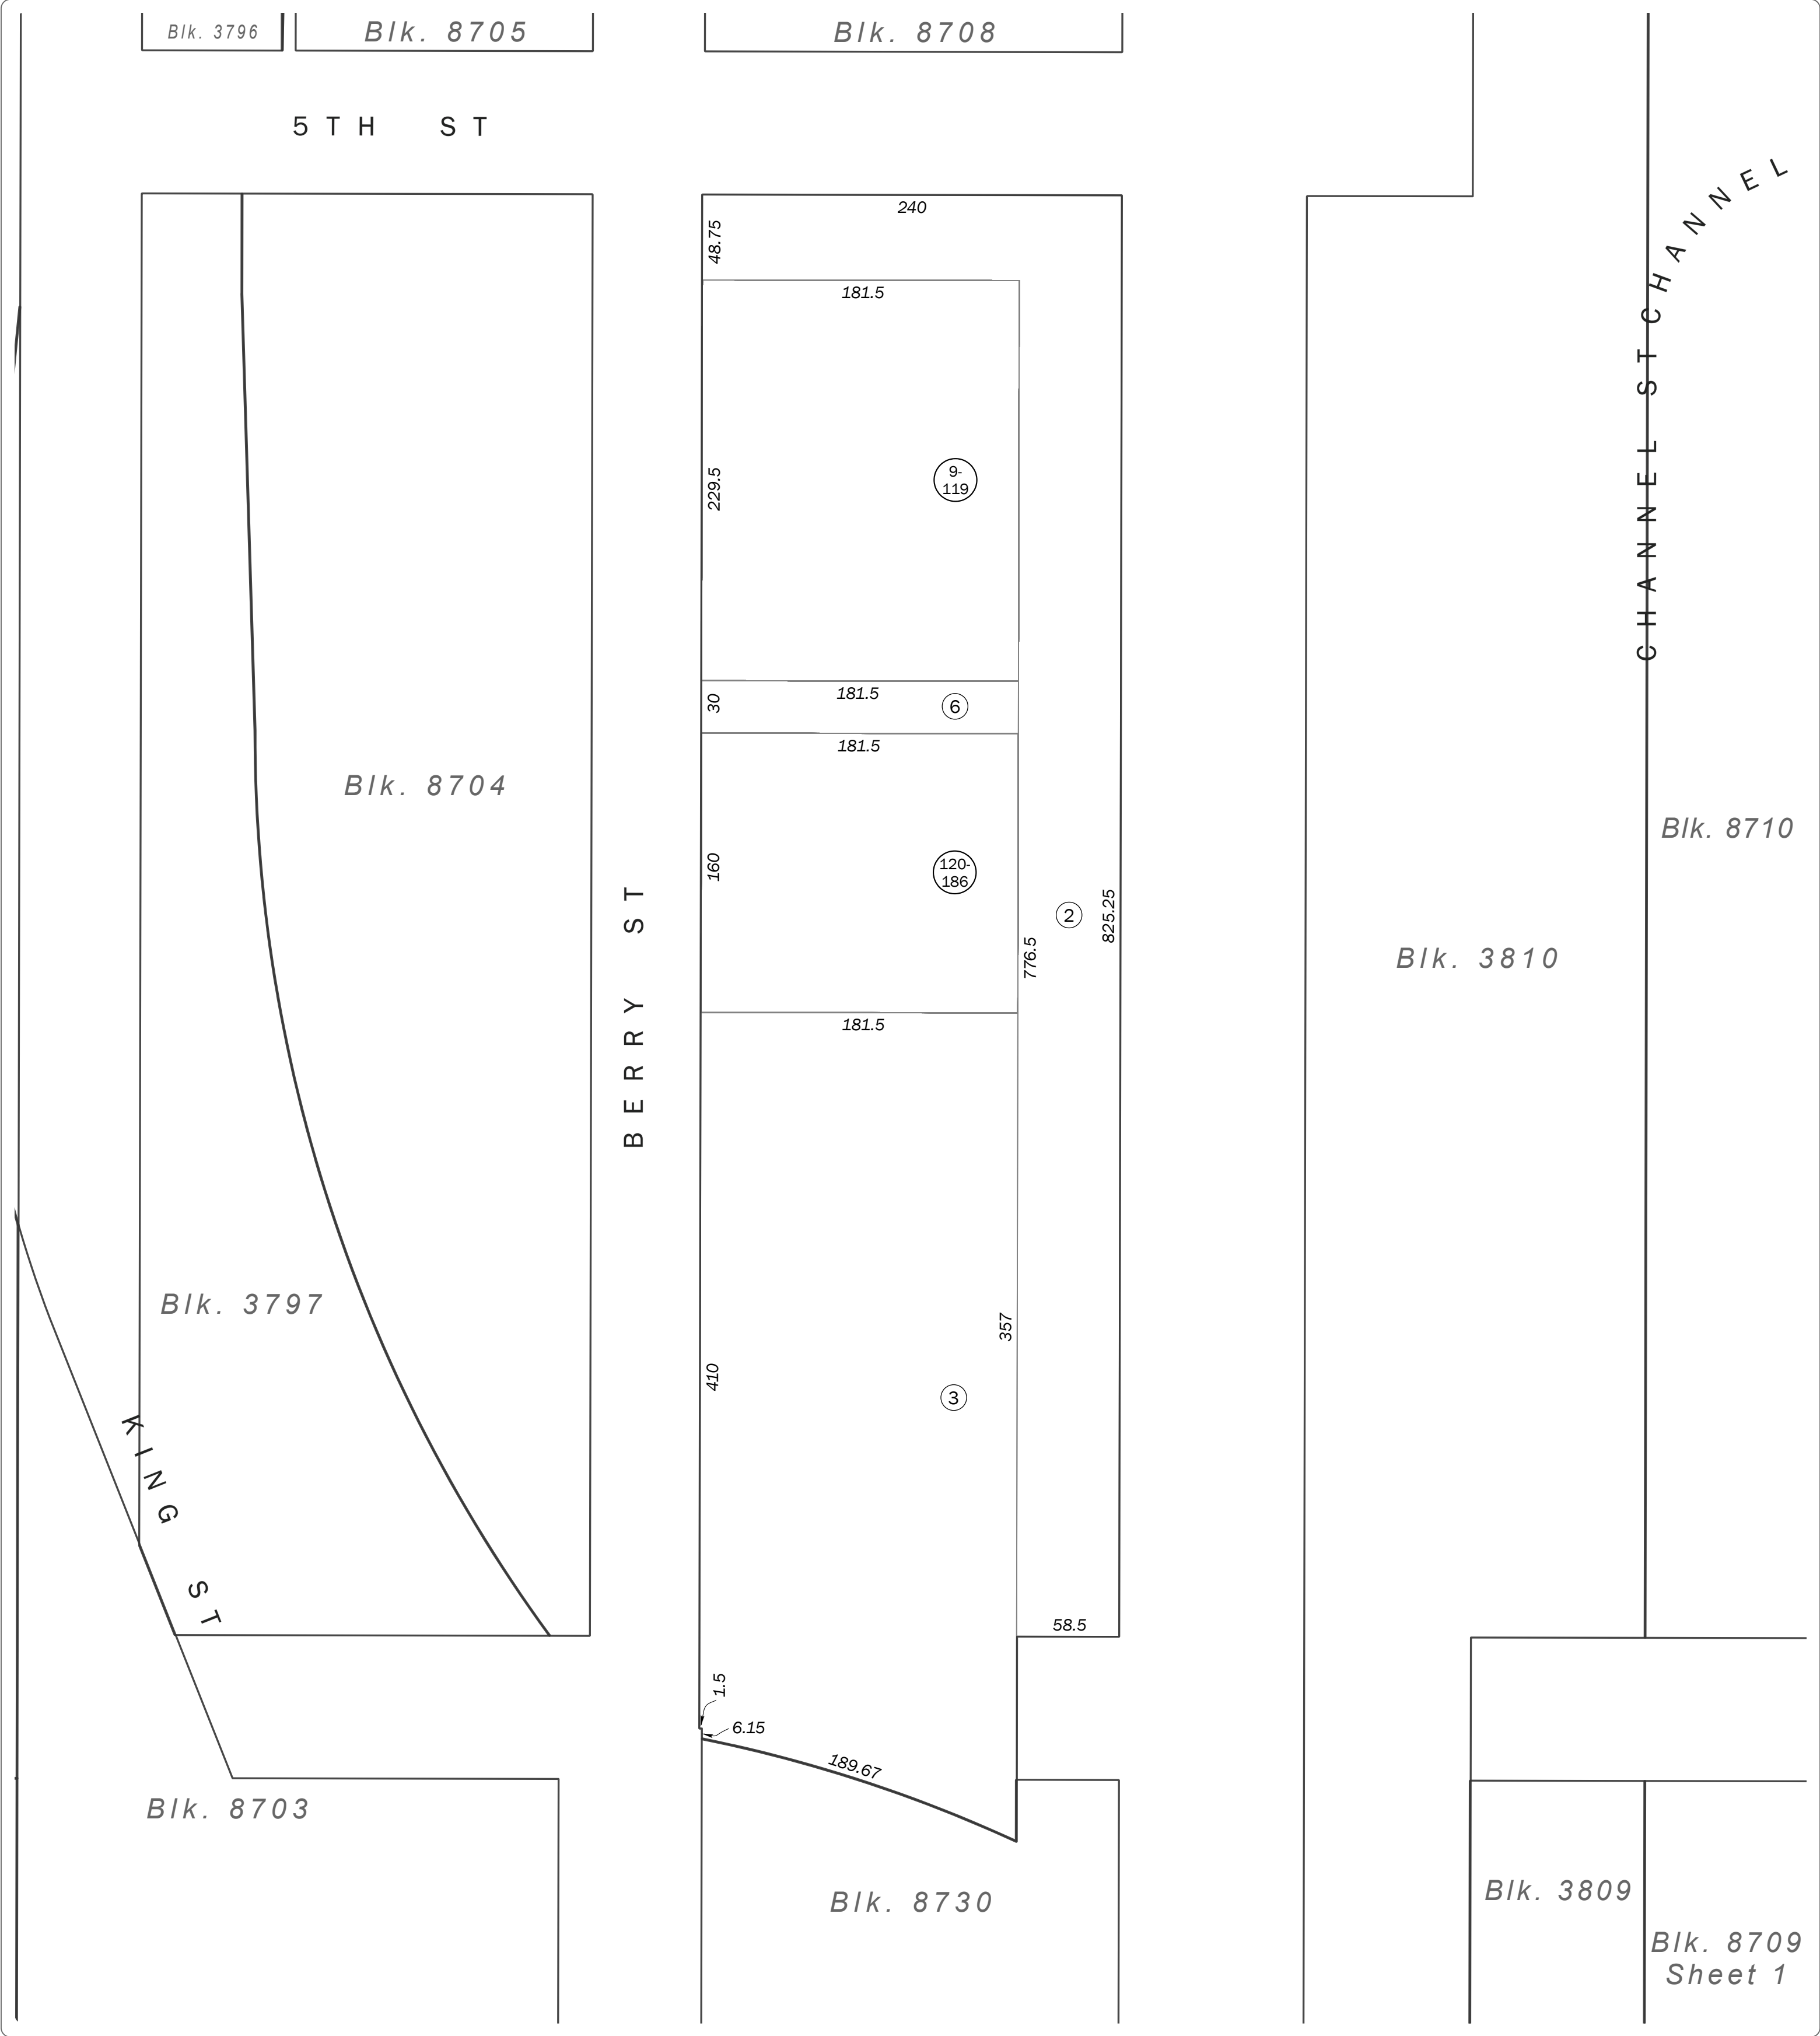 Blk. 3796
Blk. 8705
Blk. 8708
5TH ST
CHANNEL
240
48.75
181.5
CHANNEL ST
9-
119
229.5
181.5
6
30
181.5
Blk. 8704
Blk. 8710
160
120-
186
BERRY ST
2
825.25
776.5
Blk. 3810
181.5
Blk. 3797
357
410
3
KING ST
58.5
1.5
6.15
189.67
Blk. 8703
Blk. 8730
Blk. 3809
Blk. 8709
Sheet 1